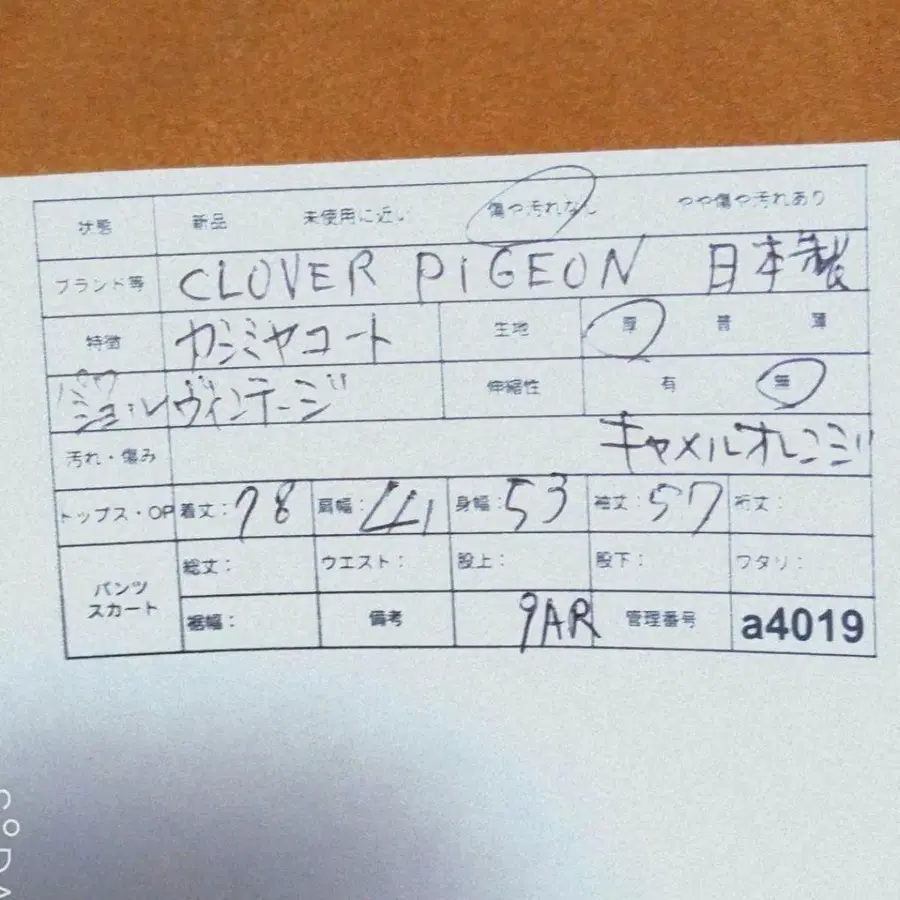 状態 新品 未使用に近い 傷や汚れなし やや傷や汚れあり
ブランド等 CLOVER PIGEON 日本製
特徴 カシミヤコート 生地 厚 普 薄
ヴィンテージ 伸縮性 有 無
汚れ・傷み キャメルオレンジ
トップス・OP 着丈: 78 肩幅: 41 身幅: 53 袖丈: 57 裄丈:
パンツ スカート 総丈: ウエスト: 股上: 股下: ワタリ:
裾幅: 備考 9AR 管理番号 a4019